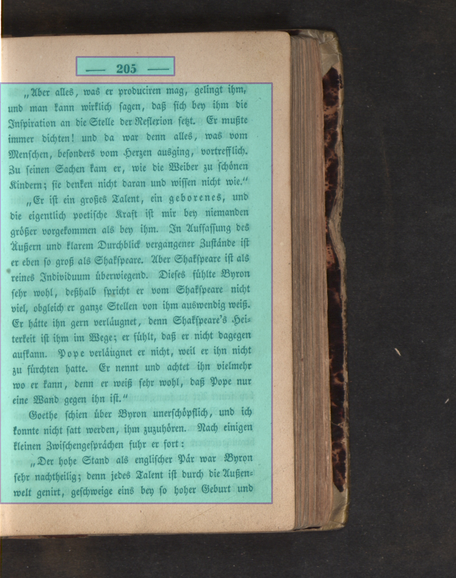 — 205 —
„Aber alles, was er produciren mag, gelingt ihm,
und man kann wirklich sagen, daß sich bey ihm die
Inspiration an die Stelle der Reflexion setzt. Er mußte
immer dichten! und da war denn alles, was vom
Menschen, besonders vom Herzen ausging, vortrefflich.
Zu seinen Sachen kam er, wie die Weiber zu schönen
Kindern; sie denken nicht daran und wissen nicht wie.“
„Er ist ein großes Talent, ein geborenes, und
die eigentlich poetische Kraft ist mir bey niemanden
größer vorgekommen als bey ihm. In Auffassung des
Äußern und klarem Durchblick vergangener Zustände ist
er eben so groß als Shakspeare. Aber Shakspeare ist als
reines Individuum überwiegend. Dieses fühlte Byron
sehr wohl, deßhalb spricht er vom Shakspeare nicht
viel, obgleich er ganze Stellen von ihm auswendig weiß.
Er hätte ihn gern verläugnet, denn Shakspeare's Hei-
terkeit ist ihm im Wege; er fühlt, daß er nicht dagegen
aufkann. Pope verläugnet er nicht, weil er ihn nicht
zu fürchten hatte. Er nennt und achtet ihn vielmehr
wo er kann, denn er weiß sehr wohl, daß Pope nur
eine Wand gegen ihn ist.“
Goethe schien über Byron unerschöpflich, und ich
konnte nicht satt werden, ihm zuzuhören. Nach einigen
kleinen Zwischengesprächen fuhr er fort:
„Der hohe Stand als englischer Pär war Byron
sehr nachtheilig; denn jedes Talent ist durch die Außen-
welt genirt, geschweige eins bey so hoher Geburt und